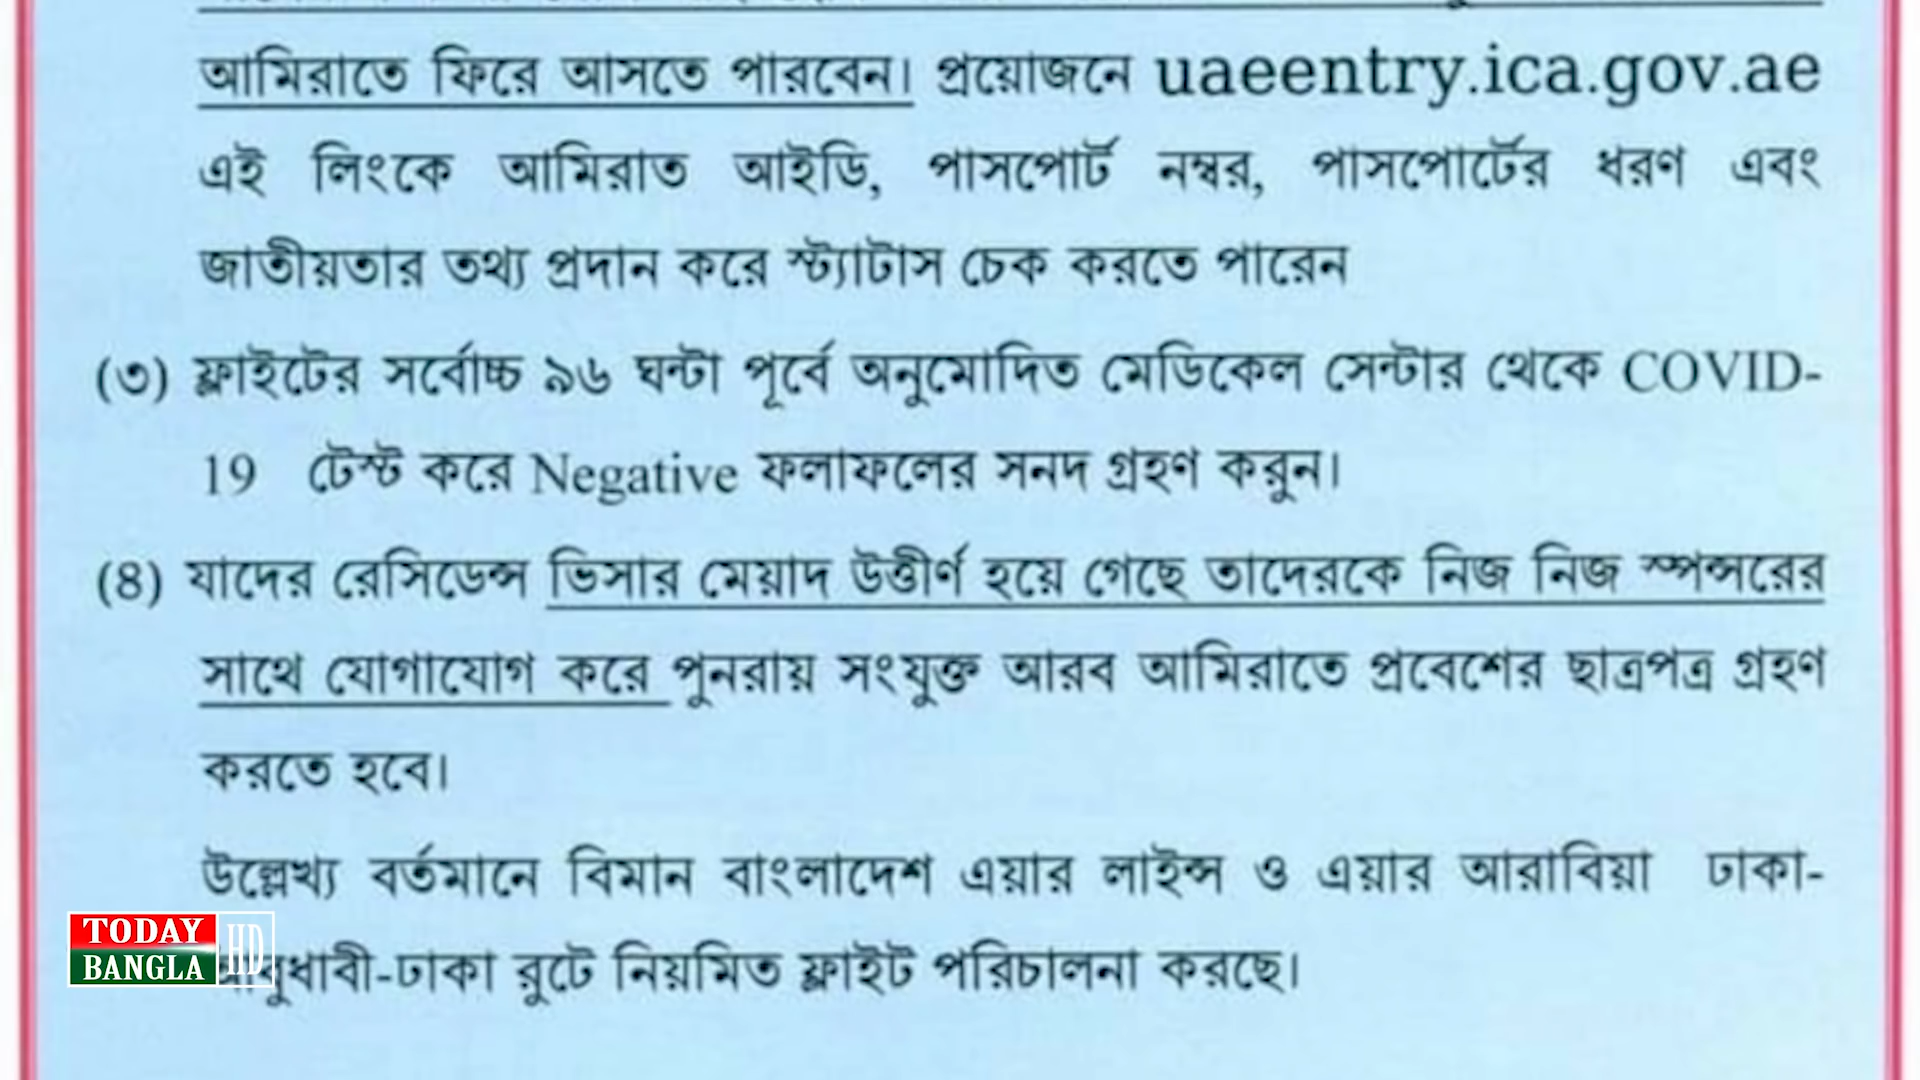 আমিরাতে ফিরে আসতে পারবেন। প্রয়োজনে uaeentry.ica.gov.ae
এই লিংকে আমিরাত আইডি, পাসপোর্ট নম্বর, পাসপোর্টের ধরণ এবং
জাতীয়তার তথ্য প্রদান করে স্ট্যাটাস চেক করতে পারেন
(৩) ফ্লাইটের সর্বোচ্চ ৯৬ ঘন্টা পূর্বে অনুমোদিত মেডিকেল সেন্টার থেকে COVID-
19 টেস্ট করে Negative ফলাফলের সনদ গ্রহণ করুন।
(৪) যাদের রেসিডেন্স ভিসার মেয়াদ উত্তীর্ণ হয়ে গেছে তাদেরকে নিজ নিজ স্পন্সরের
সাথে যোগাযোগ করে পুনরায় সংযুক্ত আরব আমিরাতে প্রবেশের ছাত্রপত্র গ্রহণ
করতে হবে।
উল্লেখ্য বর্তমানে বিমান বাংলাদেশ এয়ার লাইন্স ও এয়ার আরাবিয়া ঢাকা-
আবুধাবী-ঢাকা রুটে নিয়মিত ফ্লাইট পরিচালনা করছে।
TODAY
BANGLA HD